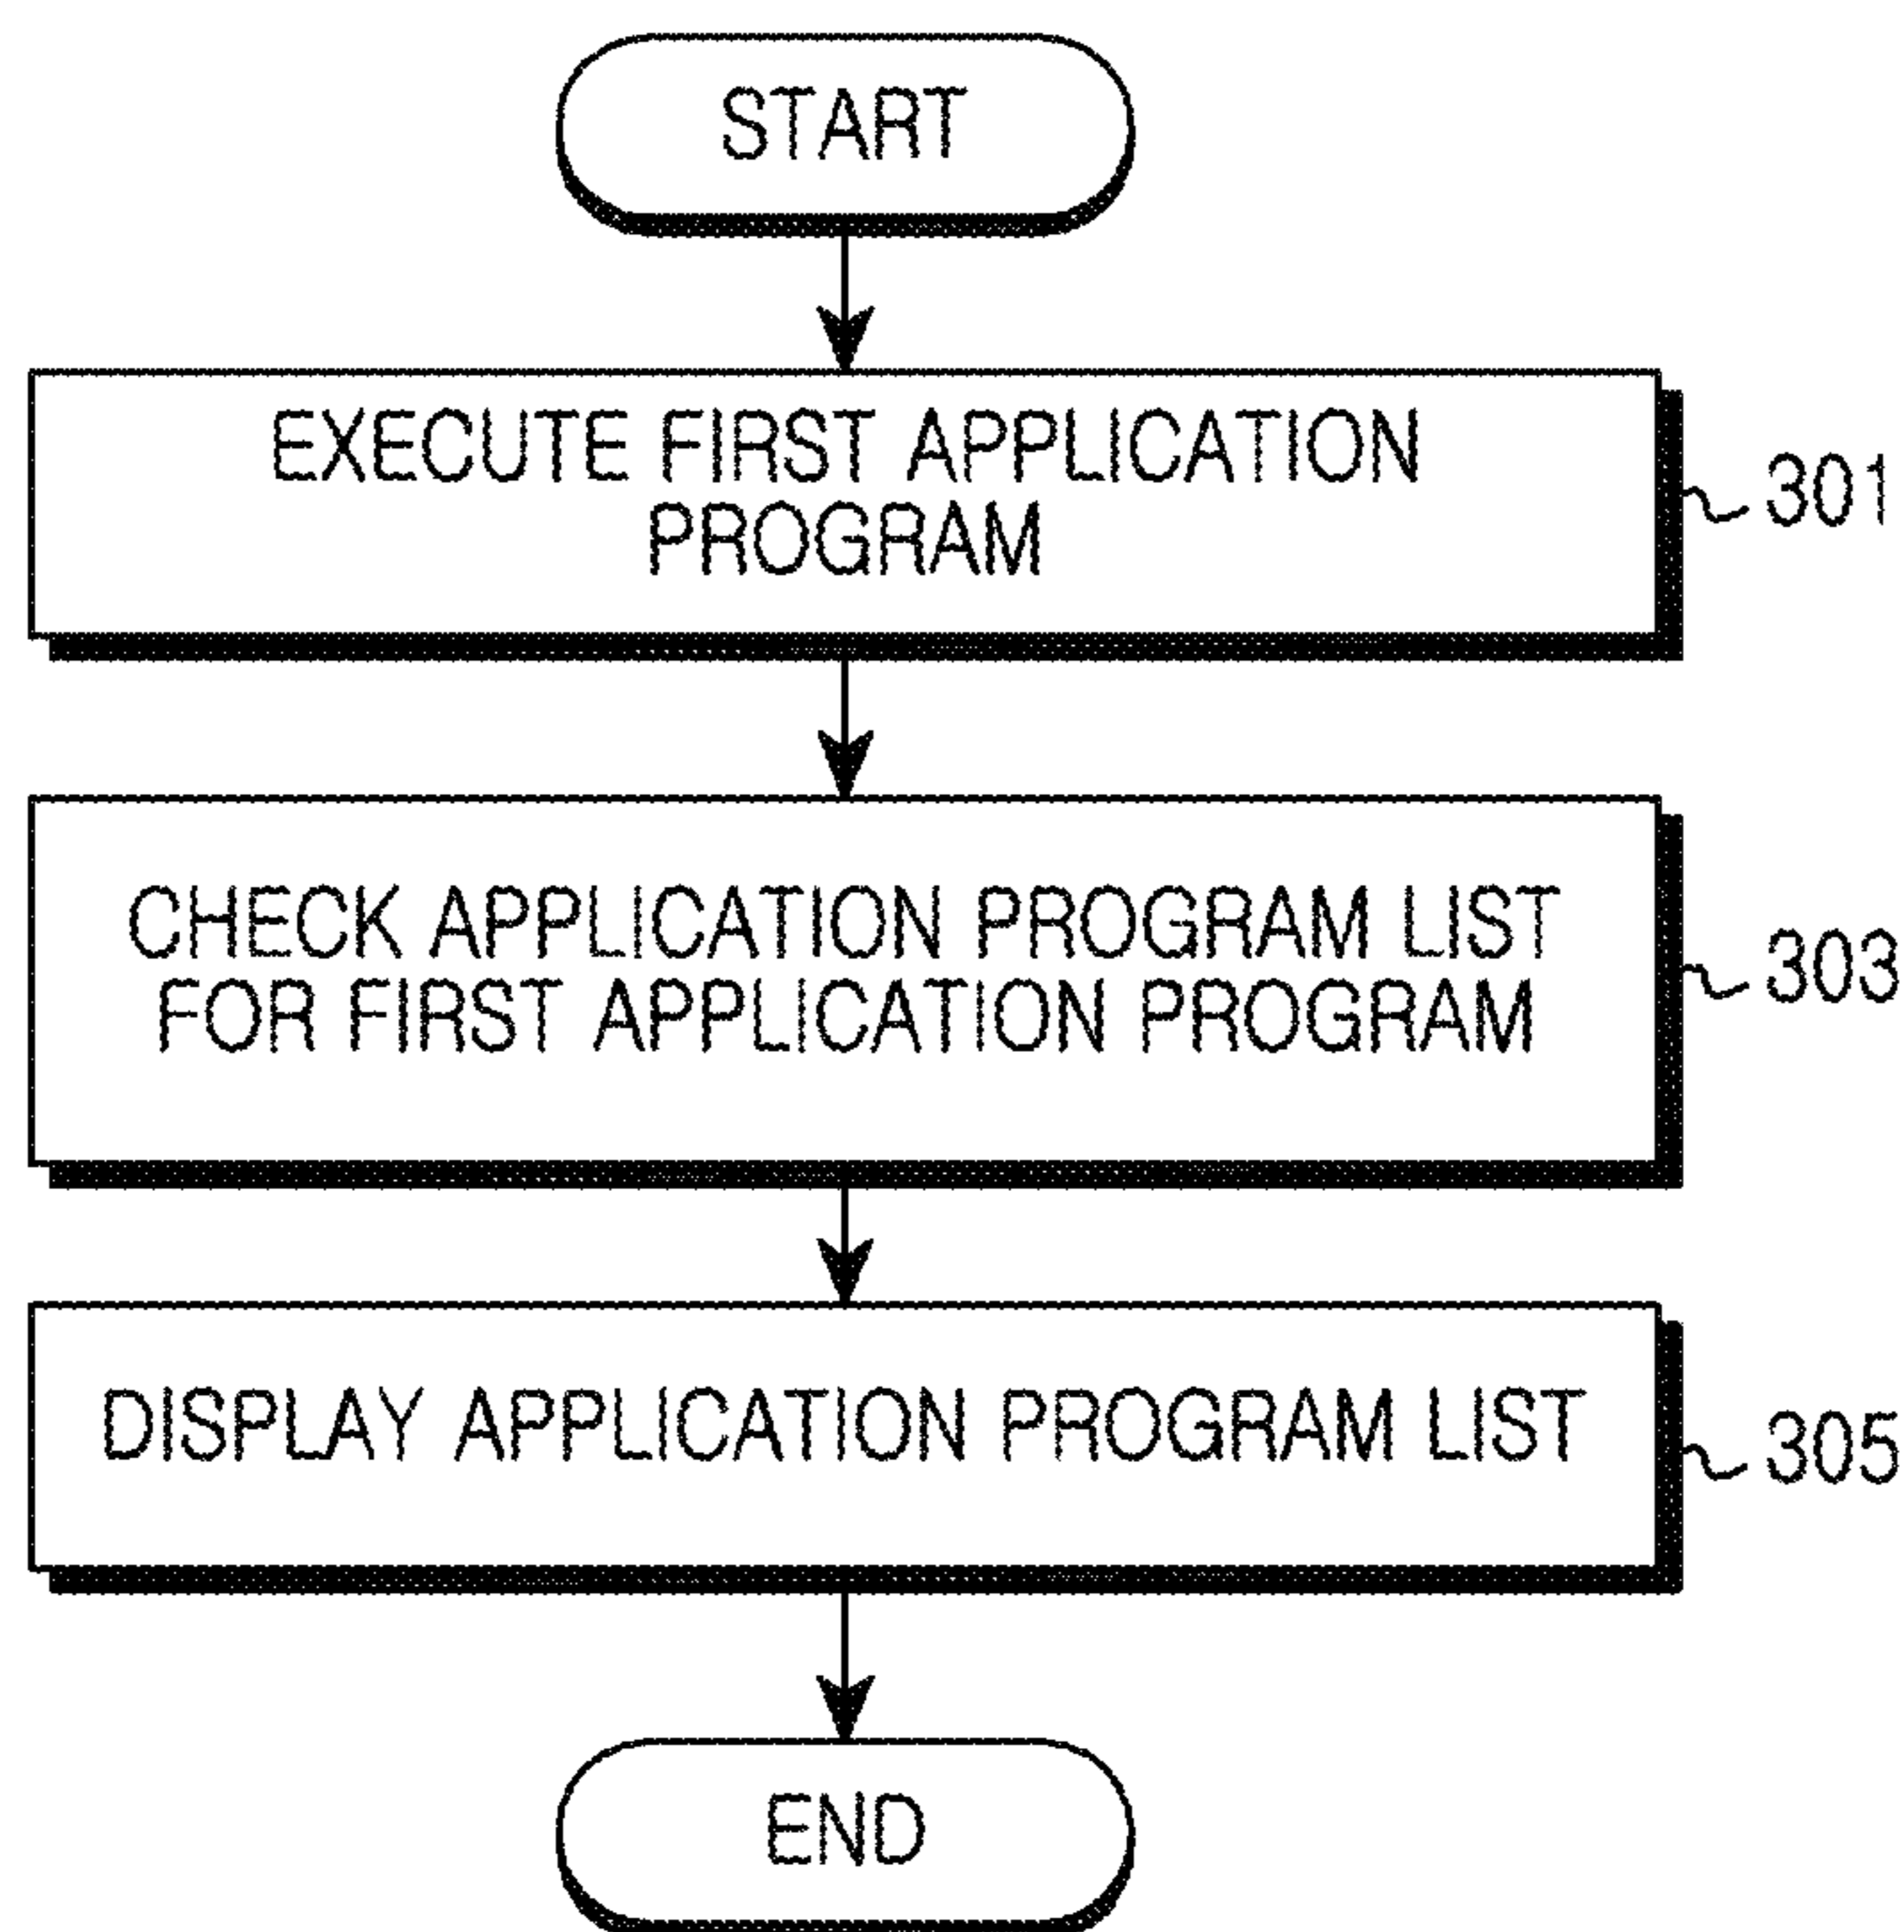 START
EXECUTE FIRST APPLICATION
PROGRAM
301
CHECK APPLICATION PROGRAM LIST
FOR FIRST APPLICATION PROGRAM
303
DISPLAY APPLICATION PROGRAM LIST
305
END